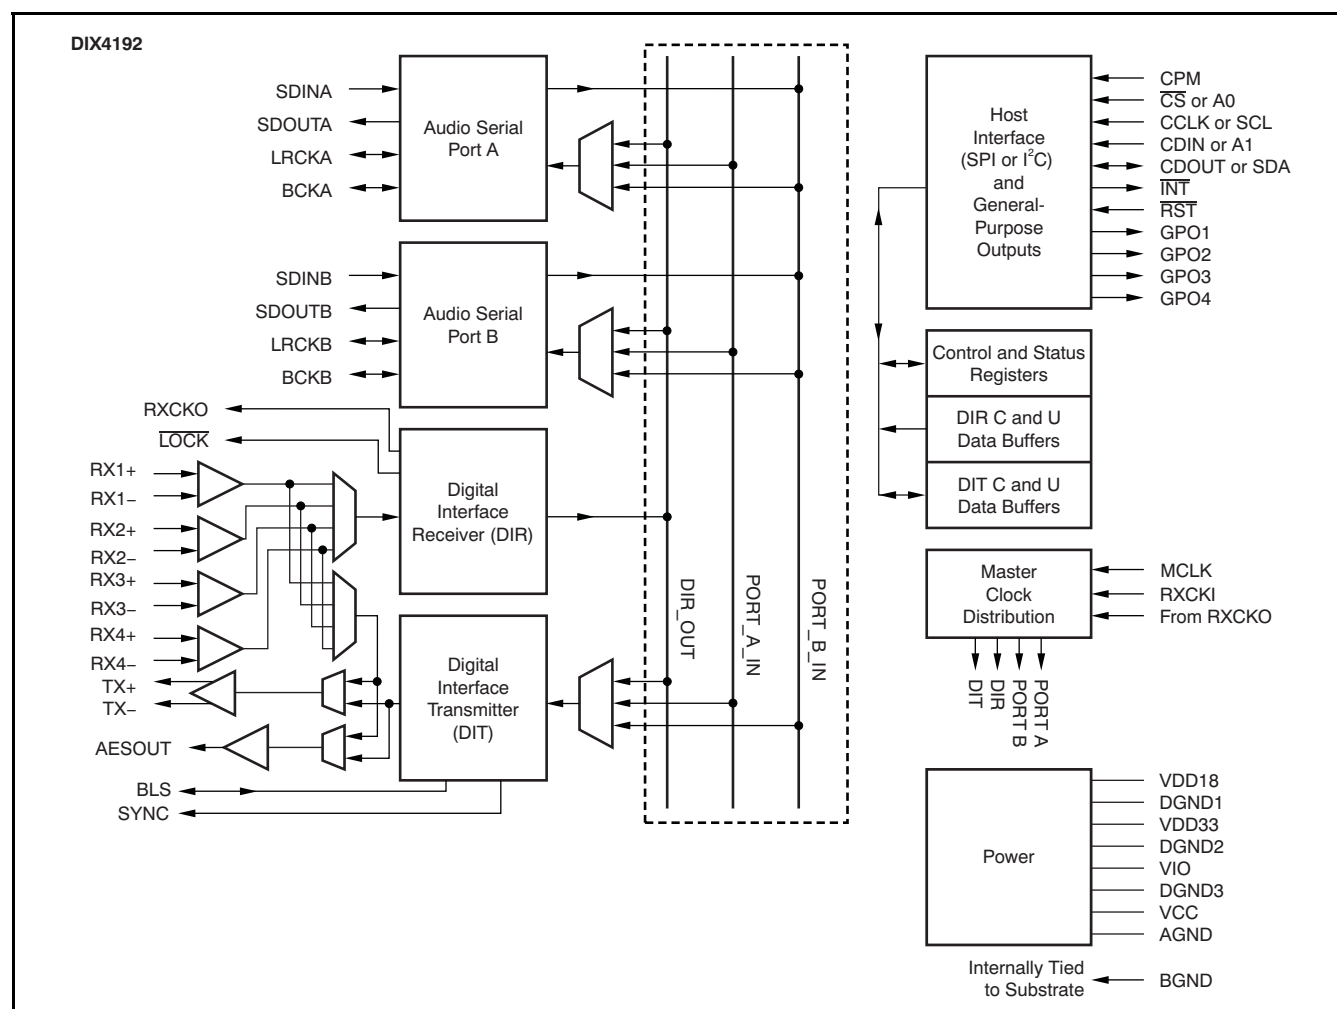 DIX4192
SDINA
SDOUTA
LRCKA
BCKA
Audio Serial
Port A
SDINB
SDOUTB
LRCKB
BCKB
Audio Serial
Port B
RXCKO
LOCK
RX1+
RX1−
RX2+
RX2−
RX3+
RX3−
RX4+
RX4−
TX+
TX−
AESOUT
BLS
SYNC
Digital
Interface
Receiver (DIR)
Digital
Interface
Transmitter
(DIT)
DIR_OUT
PORT_A_IN
PORT_B_IN
Host
Interface
(SPI or I²C)
and
General-
Purpose
Outputs
CPM
CS or A0
CCLK or SCL
CDIN or A1
CDOUT or SDA
INT
RST
GPO1
GPO2
GPO3
GPO4
Control and Status
Registers
DIR C and U
Data Buffers
DIT C and U
Data Buffers
Master
Clock
Distribution
MCLK
RXCKI
From RXCKO
DIT
DIR
PORT B
PORT A
Power
VDD18
DGND1
VDD33
DGND2
VIO
DGND3
VCC
AGND
Internally Tied
to Substrate
BGND